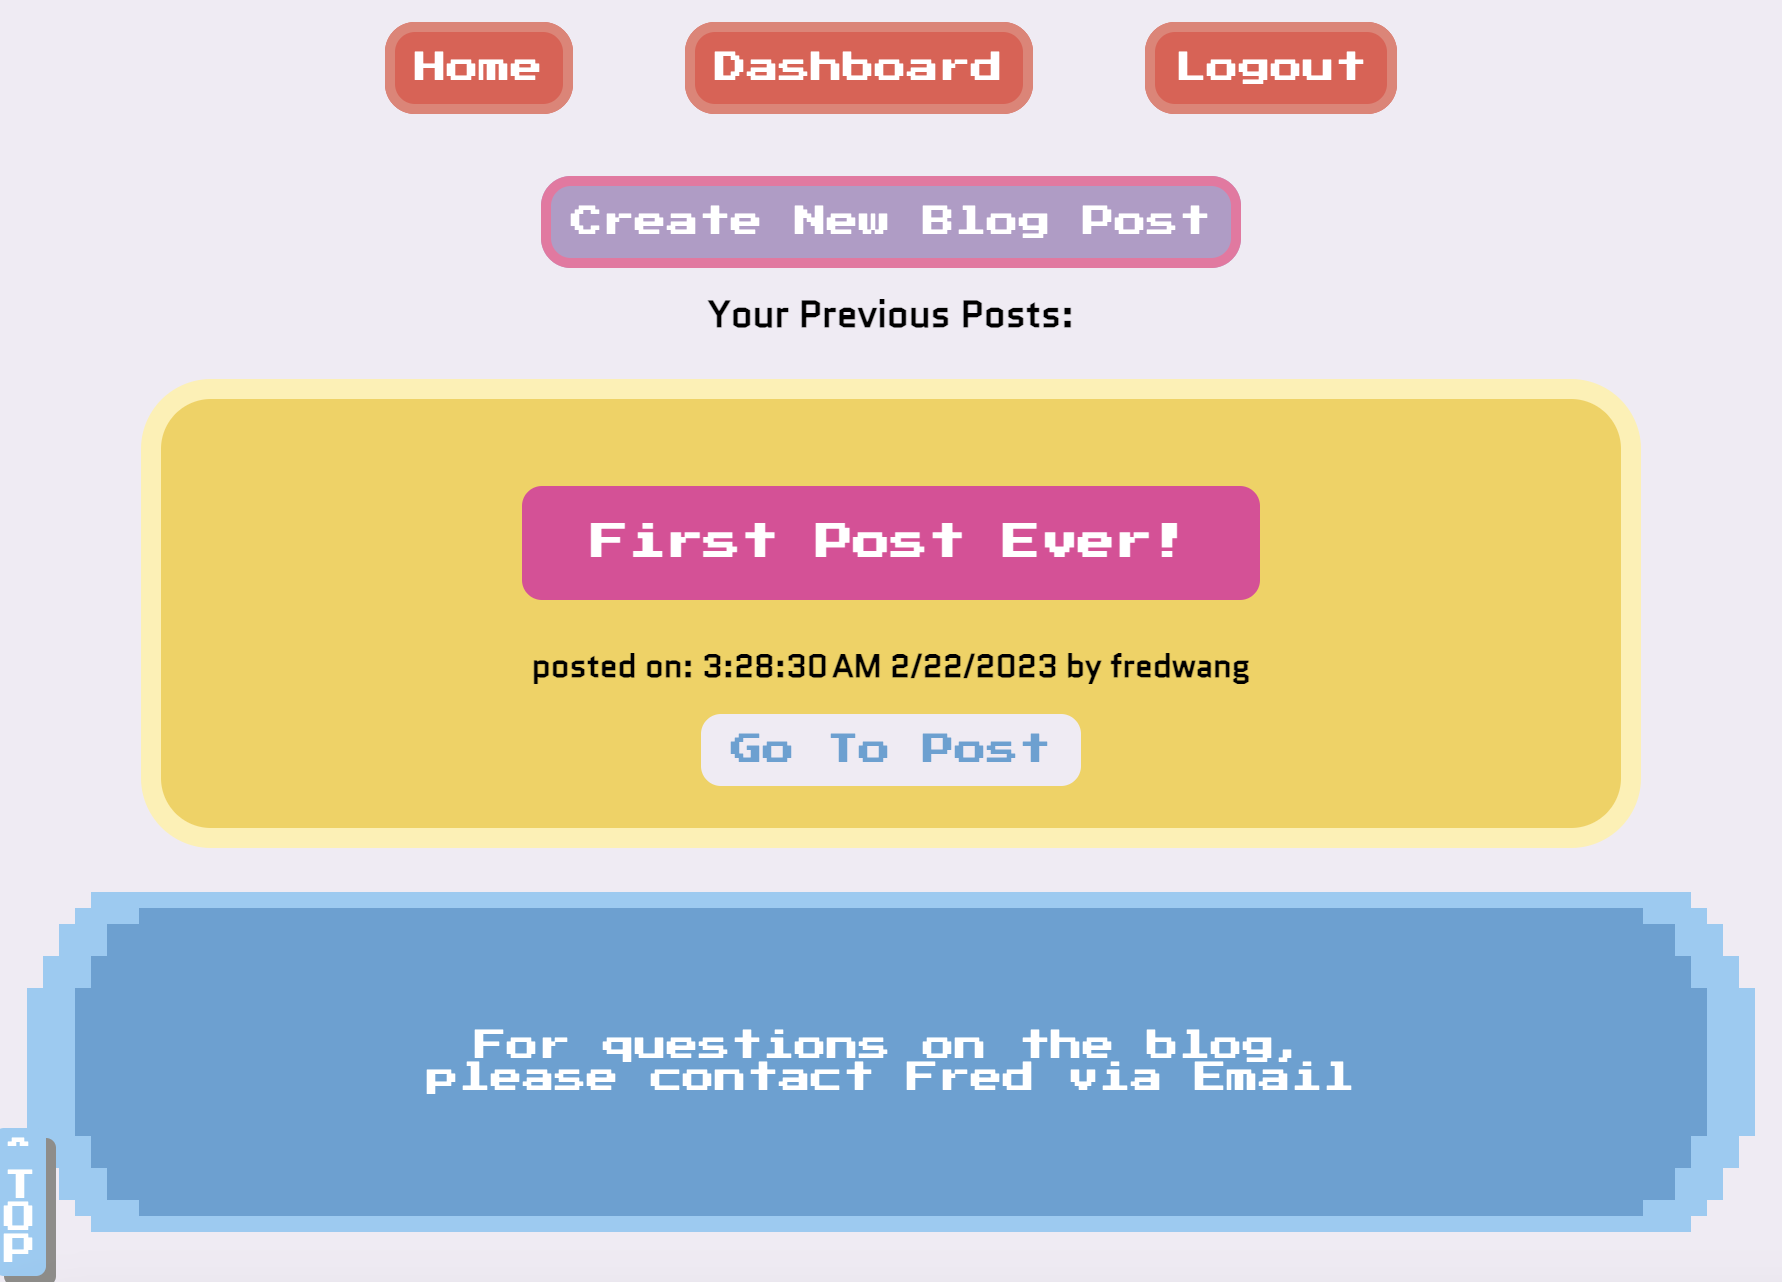 Home
Dashboard
Logout
Create New Blog Post
Your Previous Posts:
First Post Ever!
posted on: 3:28:30 AM 2/22/2023 by fredwang
Go To Post
For questions on the blog,
please contact Fred via Email
^ TOP